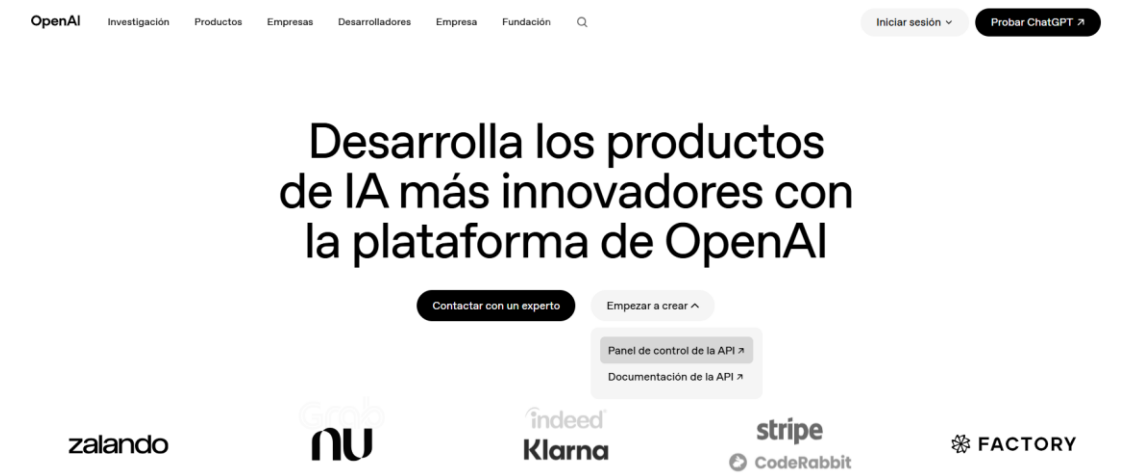 OpenAI Investigación Productos Empresas Desarrolladores Empresa Fundación Iniciar sesión Probar ChatGPT ↗
Desarrolla los productos
de IA más innovadores con
la plataforma de OpenAI
Contactar con un experto Empezar a crear
Panel de control de la API ↗
Documentación de la API ↗
Grab
indeed
zalando nu Klarna stripe FACTORY
CodeRabbit